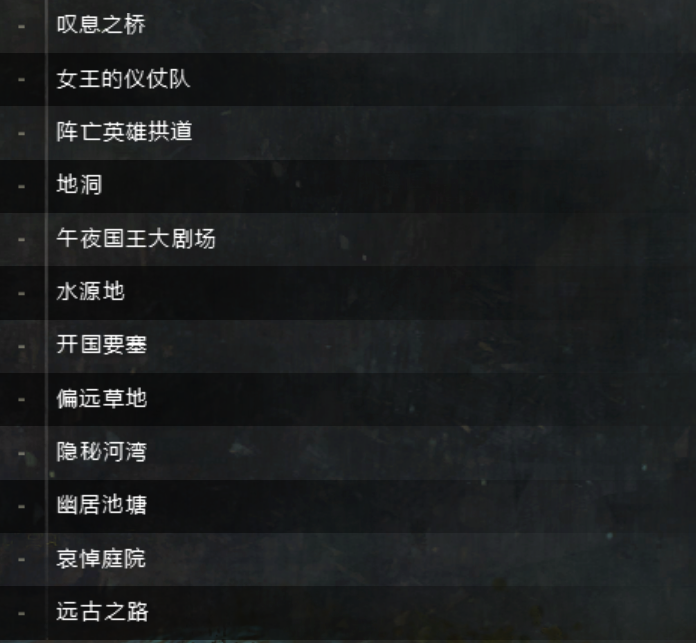 - 叹息之桥
- 女王的仪仗队
- 阵亡英雄拱道
- 地洞
- 午夜国王大剧场
- 水源地
- 开国要塞
- 偏远草地
- 隐秘河湾
- 幽居池塘
- 哀悼庭院
- 远古之路